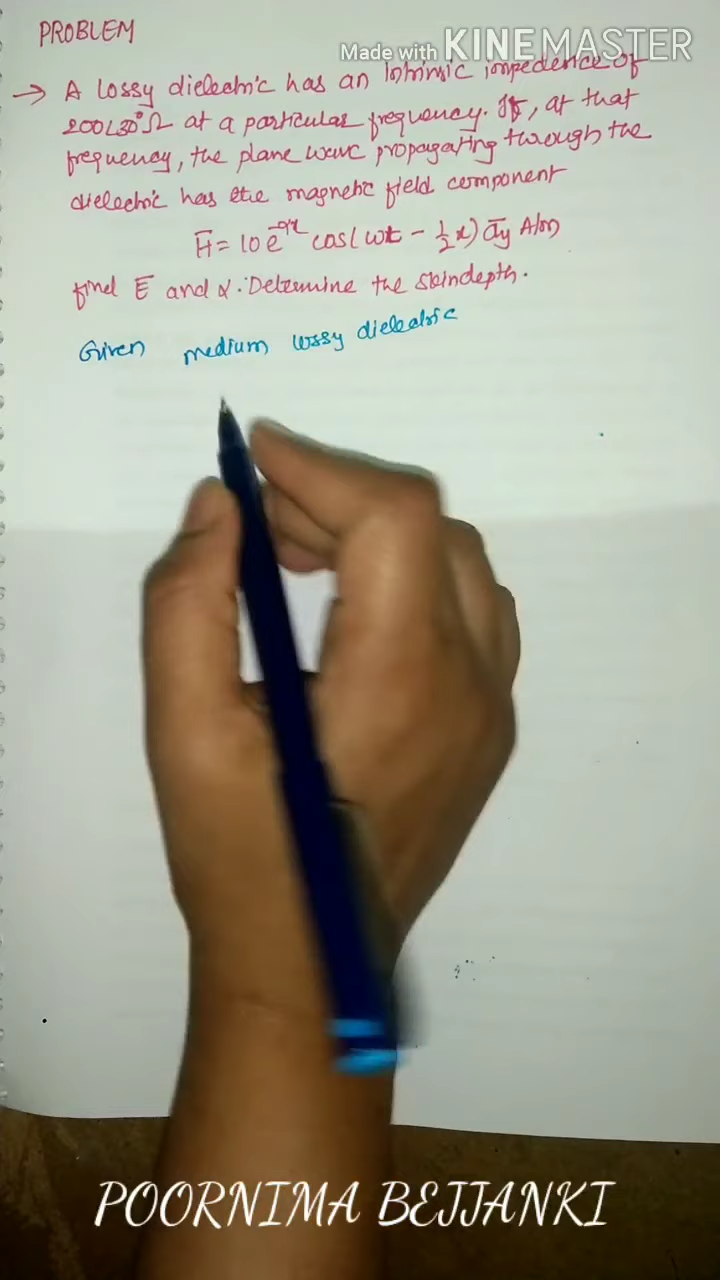 PROBLEM
Made with KINEMASTER
→ A lossy dielectric has an Intrinsic impedence of
200∠30°Ω at a particular frequency. If, at that
frequency, the plane wave propagating through the
dielectric has the magnetic field component
H̅ = 10 e^-αx cos(ωt - 1/2 x) a̅y A/m
find E̅ and α. Determine the skindepth.
Given medium lossy dielectric
POORNIMA BEJJANKI